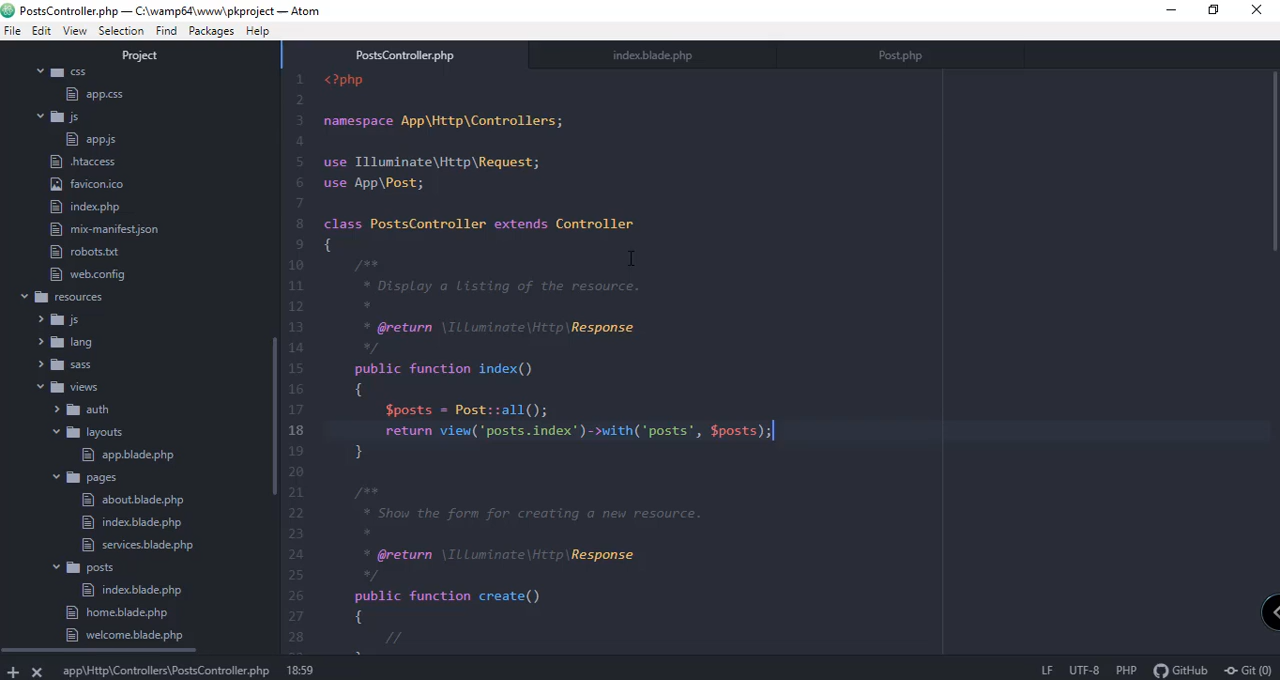 PostsController.php — C:\wamp64\www\pkproject — Atom
File Edit View Selection Find Packages Help
Project
css
app.css
js
app.js
.htaccess
favicon.ico
index.php
mix-manifest.json
robots.txt
web.config
resources
js
lang
sass
views
auth
layouts
app.blade.php
pages
about.blade.php
index.blade.php
services.blade.php
posts
index.blade.php
home.blade.php
welcome.blade.php
PostsController.php index.blade.php Post.php
1 <?php
2
3 namespace App\Http\Controllers;
4
5 use Illuminate\Http\Request;
6 use App\Post;
7
8 class PostsController extends Controller
9 {
10 /**
11 * Display a listing of the resource.
12 *
13 * @return \Illuminate\Http\Response
14 */
15 public function index()
16 {
17 $posts = Post::all();
18 return view('posts.index')->with('posts', $posts);
19 }
20
21 /**
22 * Show the form for creating a new resource.
23 *
24 * @return \Illuminate\Http\Response
25 */
26 public function create()
27 {
28 //
app\Http\Controllers\PostsController.php 18:59 LF UTF-8 PHP GitHub Git (0)